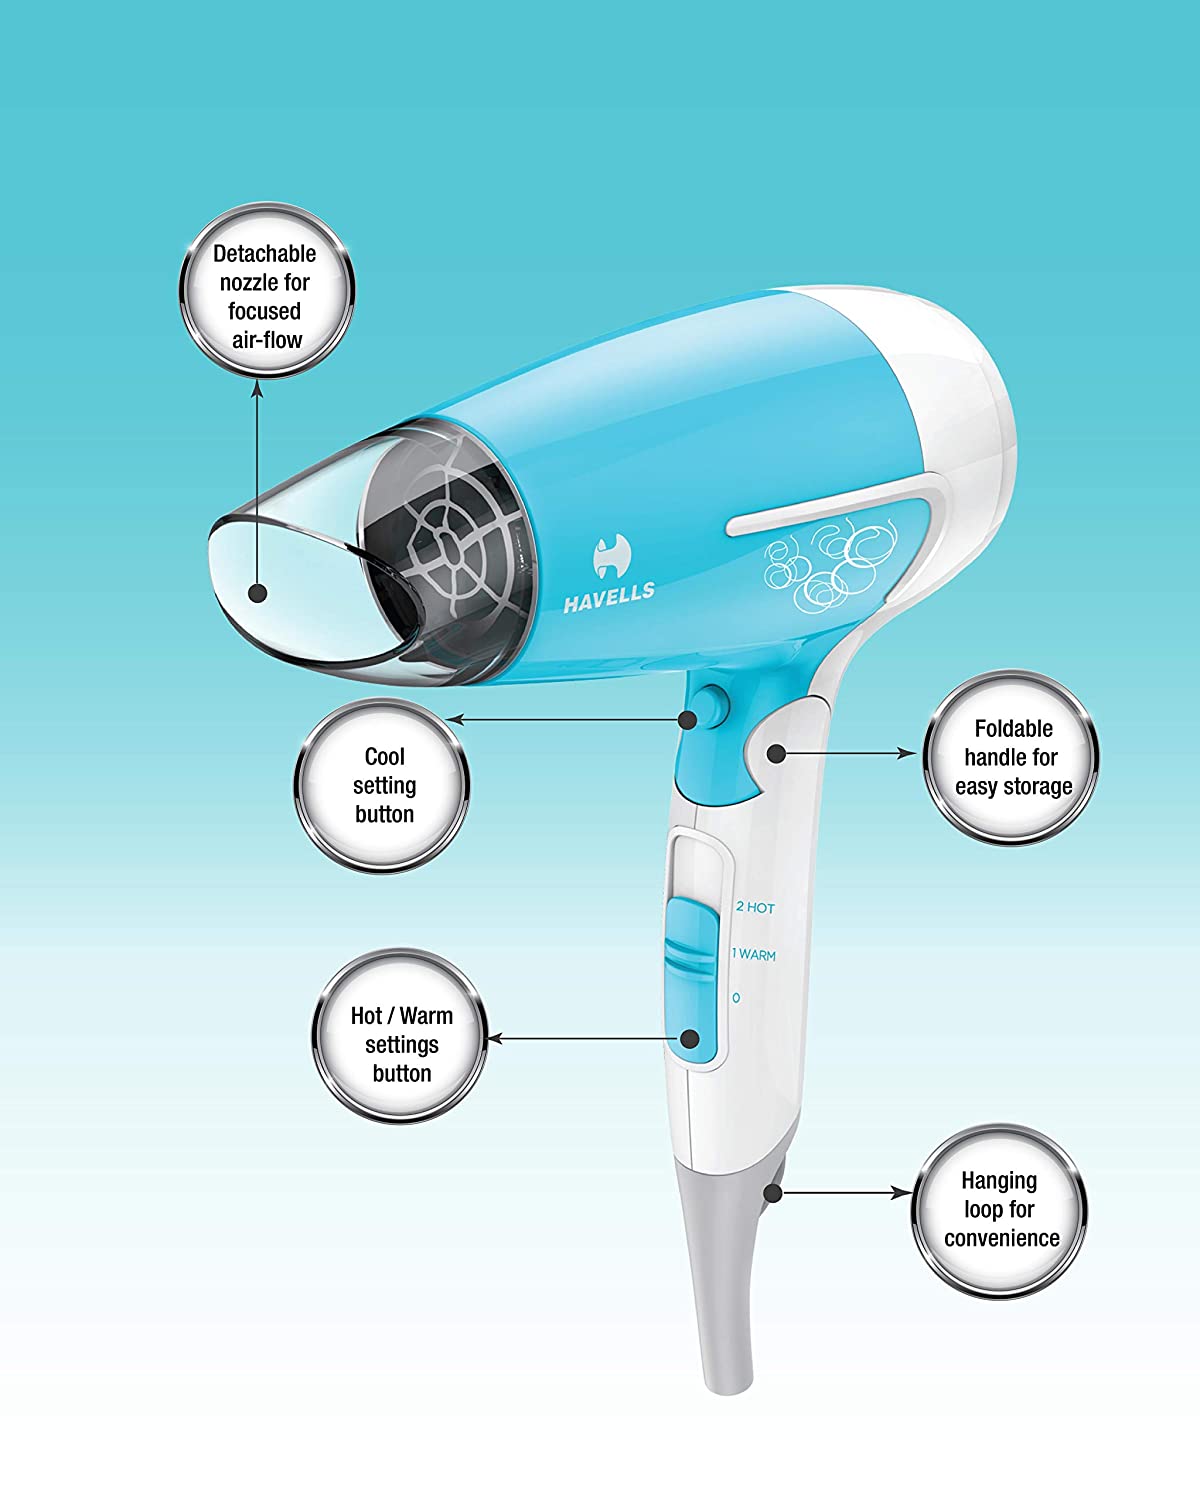 Detachable
nozzle for
focused
air-flow
HAVELLS
Cool
setting
button
Foldable
handle for
easy storage
2 HOT
1 WARM
0
Hot / Warm
settings
button
Hanging
loop for
convenience